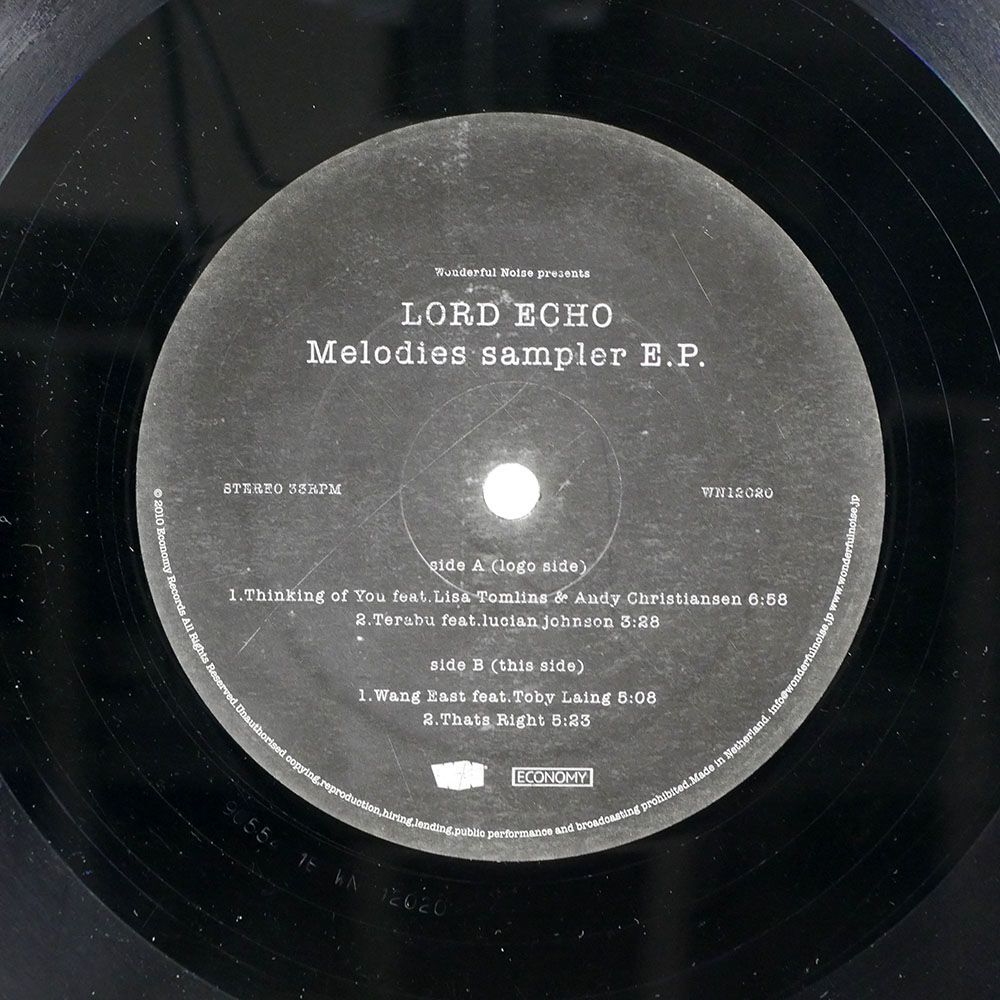 Wonderful Noise presents
LORD ECHO
Melodies sampler E.P.
STEREO 33RPM
WN12020
side A (logo side)
1.Thinking of You feat.Lisa Tomlins & Andy Christiansen 6:58
2.Terabu feat.lucian johnson 3:28
side B (this side)
1.Wang East feat.Toby Laing 5:08
2.Thats Right 5:23
ECONOMY
© 2010 Economy Records All Rights Reserved.Unauthorised copying,reproduction,hiring,lending,public performance and broadcasting prohibited.Made in Netherland. info@wonderfulnoise.jp www.wonderfulnoise.jp
WN 12020